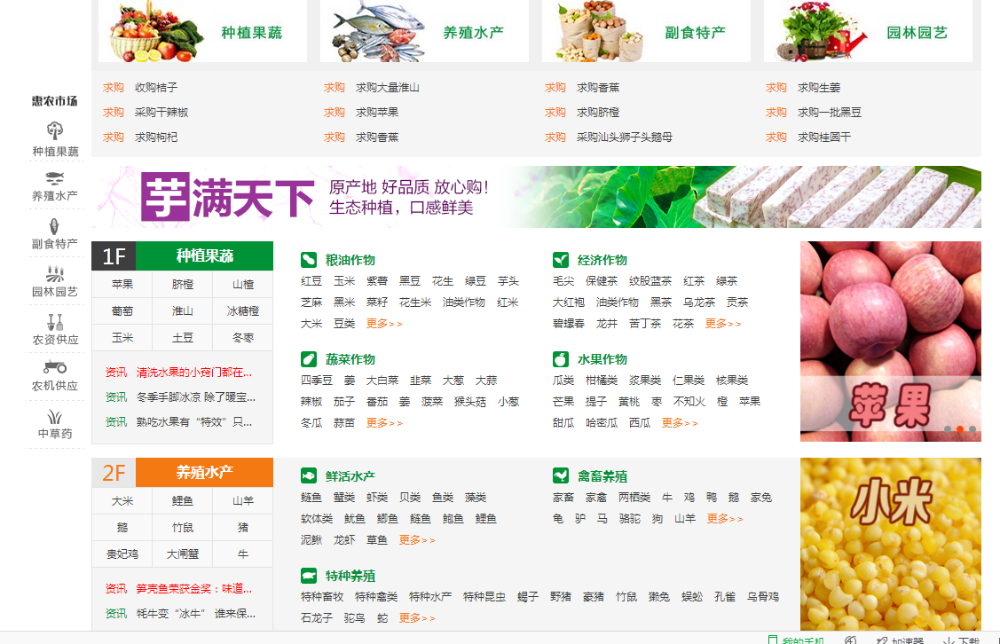 种植果蔬 养殖水产 副食特产 园林园艺
求购 收购桔子 求购 求购大量淮山 求购 求购香蕉 求购 求购生姜
求购 采购干辣椒 求购 求购苹果 求购 求购脐橙 求购 求购一批黑豆
求购 求购枸杞 求购 求购香蕉 求购 采购汕头狮子头鹅母 求购 求购桂圆干
惠农市场
种植果蔬
养殖水产
副食特产
园林园艺
农资供应
农机供应
中草药
芋满天下
原产地 好品质 放心购！
生态种植，口感鲜美
1F 种植果蔬
苹果 脐橙 山楂
葡萄 淮山 冰糖橙
玉米 土豆 冬枣
资讯 清洗水果的小窍门都在...
资讯 冬季手脚冰凉 除了暖宝...
资讯 熟吃水果有“特效”只...
粮油作物
红豆 玉米 紫薯 黑豆 花生 绿豆 芋头
芝麻 黑米 菜籽 花生米 油类作物 红米
大米 豆类 更多>>
经济作物
毛尖 保健茶 绞股蓝茶 红茶 绿茶
大红袍 油类作物 黑茶 乌龙茶 贡茶
碧螺春 龙井 苦丁茶 花茶 更多>>
蔬菜作物
四季豆 姜 大白菜 韭菜 大葱 大蒜
辣椒 茄子 番茄 姜 菠菜 猴头菇 小葱
冬瓜 蒜苗 更多>>
水果作物
瓜类 柑橘类 浆果类 仁果类 核果类
芒果 提子 黄桃 枣 不知火 橙 苹果
甜瓜 哈密瓜 西瓜 更多>>
苹果
2F 养殖水产
大米 鲤鱼 山羊
鹅 竹鼠 猪
贵妃鸡 大闸蟹 牛
资讯 笋壳鱼荣获金奖：味道...
资讯 牦牛变“冰牛” 谁来保...
鲜活水产
鲢鱼 蟹类 虾类 贝类 鱼类 藻类
软体类 鱿鱼 鲫鱼 鲢鱼 鲍鱼 鲤鱼
泥鳅 龙虾 草鱼 更多>>
禽畜养殖
家畜 家禽 两栖类 牛 鸡 鸭 鹅 家兔
龟 驴 马 骆驼 狗 山羊 更多>>
特种养殖
特种畜牧 特种禽类 特种水产 特种昆虫 蝎子 野猪 豪猪 竹鼠 獭兔 蜈蚣 孔雀 乌骨鸡
石龙子 鸵鸟 蛇 更多>>
小米
我的手机 加速器 下载